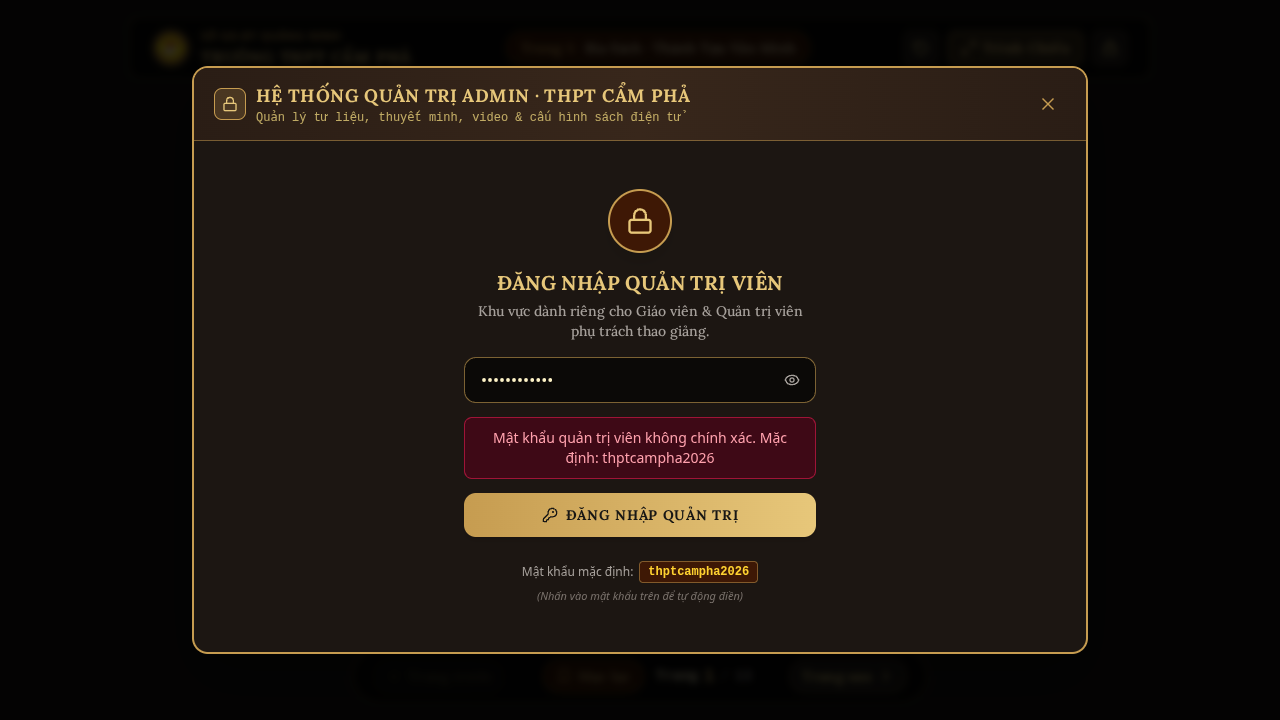 HỆ THỐNG QUẢN TRỊ ADMIN · THPT CẨM PHẢ
Quản lý tư liệu, thuyết minh, video & cấu hình sách điện tử
ĐĂNG NHẬP QUẢN TRỊ VIÊN
Khu vực dành riêng cho Giáo viên & Quản trị viên
phụ trách thao giảng.
••••••••••••
Mật khẩu quản trị viên không chính xác. Mặc
định: thptcampha2026
ĐĂNG NHẬP QUẢN TRỊ
Mật khẩu mặc định: thptcampha2026
(Nhấn vào mật khẩu trên để tự động điền)